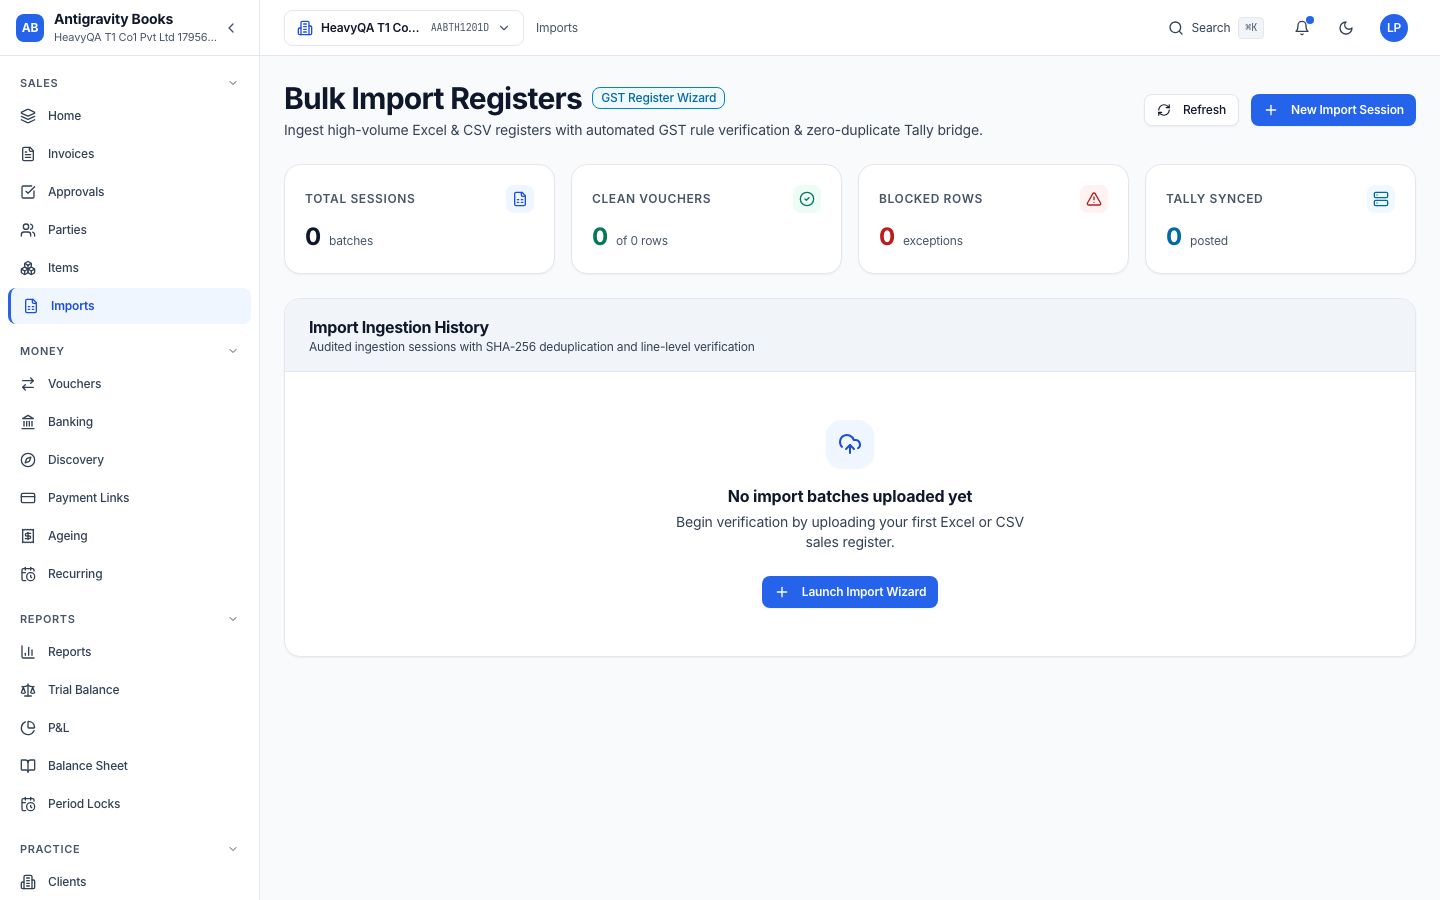 AB
Antigravity Books
HeavyQA T1 Co1 Pvt Ltd 17956...
SALES
Home
Invoices
Approvals
Parties
Items
Imports
MONEY
Vouchers
Banking
Discovery
Payment Links
Ageing
Recurring
REPORTS
Reports
Trial Balance
P&L
Balance Sheet
Period Locks
PRACTICE
Clients
HeavyQA T1 Co... AABTH1201D
Imports
Search ⌘K
LP
Bulk Import Registers
GST Register Wizard
Ingest high-volume Excel & CSV registers with automated GST rule verification & zero-duplicate Tally bridge.
Refresh
New Import Session
TOTAL SESSIONS
0 batches
CLEAN VOUCHERS
0 of 0 rows
BLOCKED ROWS
0 exceptions
TALLY SYNCED
0 posted
Import Ingestion History
Audited ingestion sessions with SHA-256 deduplication and line-level verification
No import batches uploaded yet
Begin verification by uploading your first Excel or CSV
sales register.
Launch Import Wizard